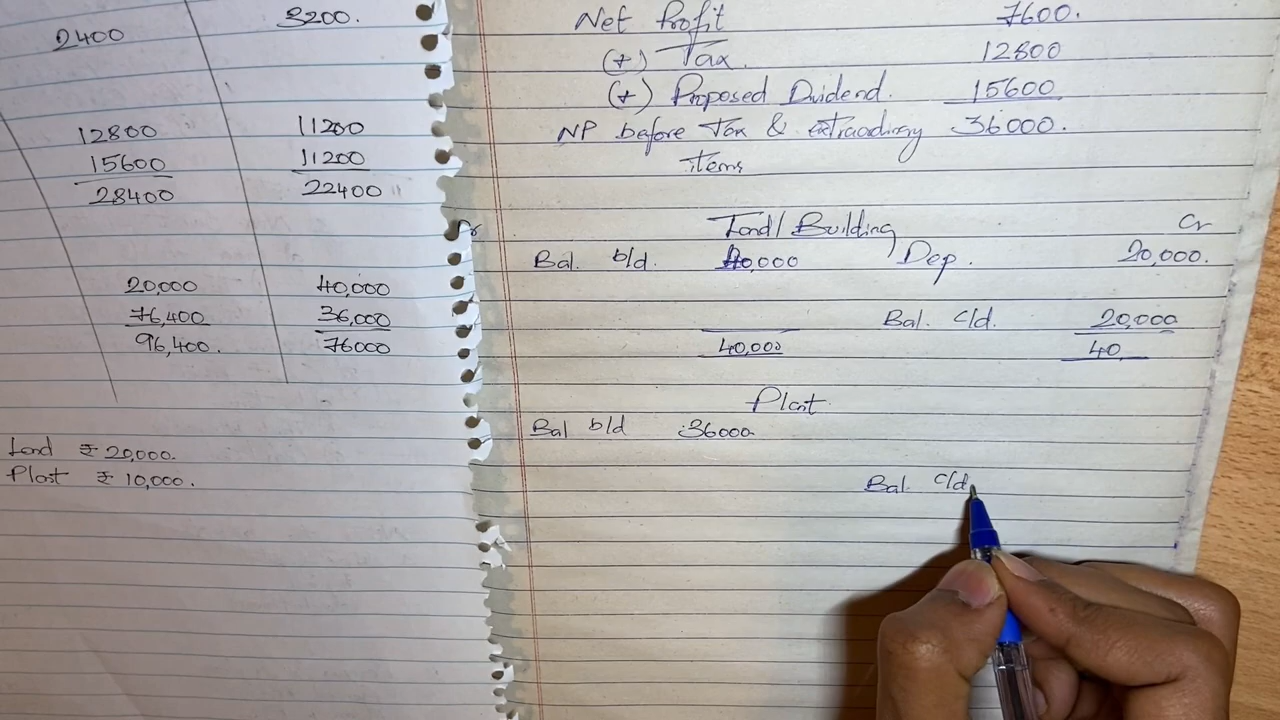 2400 3200.
12800 11200
15600 11200
28400 22400
20,000 40,000
76,400 36,000
96,400. 76000
Land ₹ 20,000.
Plant ₹ 10,000.
Net Profit 7600.
(+) Tax. 12800
(+) Proposed Dividend. 15600
NP before Tax & extraordinary 36000.
items
Land/Building Cr
Bal. b/d. 40,000 Dep. 20,000.
Bal. c/d. 20,000
40,000 40
Plant
Bal b/d 36000
Bal. c/d